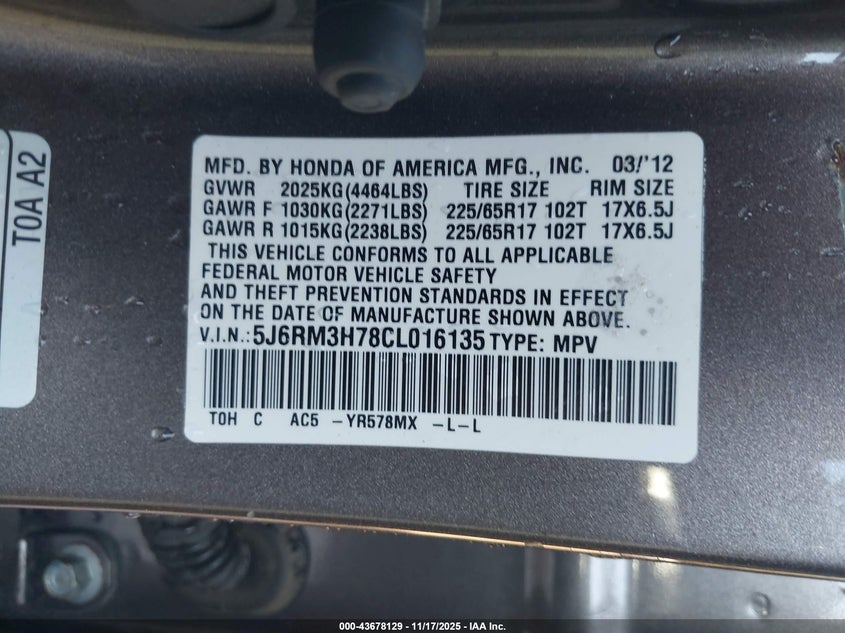 TOA A2
MFD. BY HONDA OF AMERICA MFG., INC. 03/'12
GVWR 2025KG(4464LBS) TIRE SIZE RIM SIZE
GAWR F 1030KG(2271LBS) 225/65R17 102T 17X6.5J
GAWR R 1015KG(2238LBS) 225/65R17 102T 17X6.5J
THIS VEHICLE CONFORMS TO ALL APPLICABLE
FEDERAL MOTOR VEHICLE SAFETY
AND THEFT PREVENTION STANDARDS IN EFFECT
ON THE DATE OF MANUFACTURE SHOWN ABOVE.
V.I.N.: 5J6RM3H78CL016135 TYPE: MPV
TOH C AC5 -YR578MX -L-L
000-43678129 - 11/17/2025 - IAA Inc.